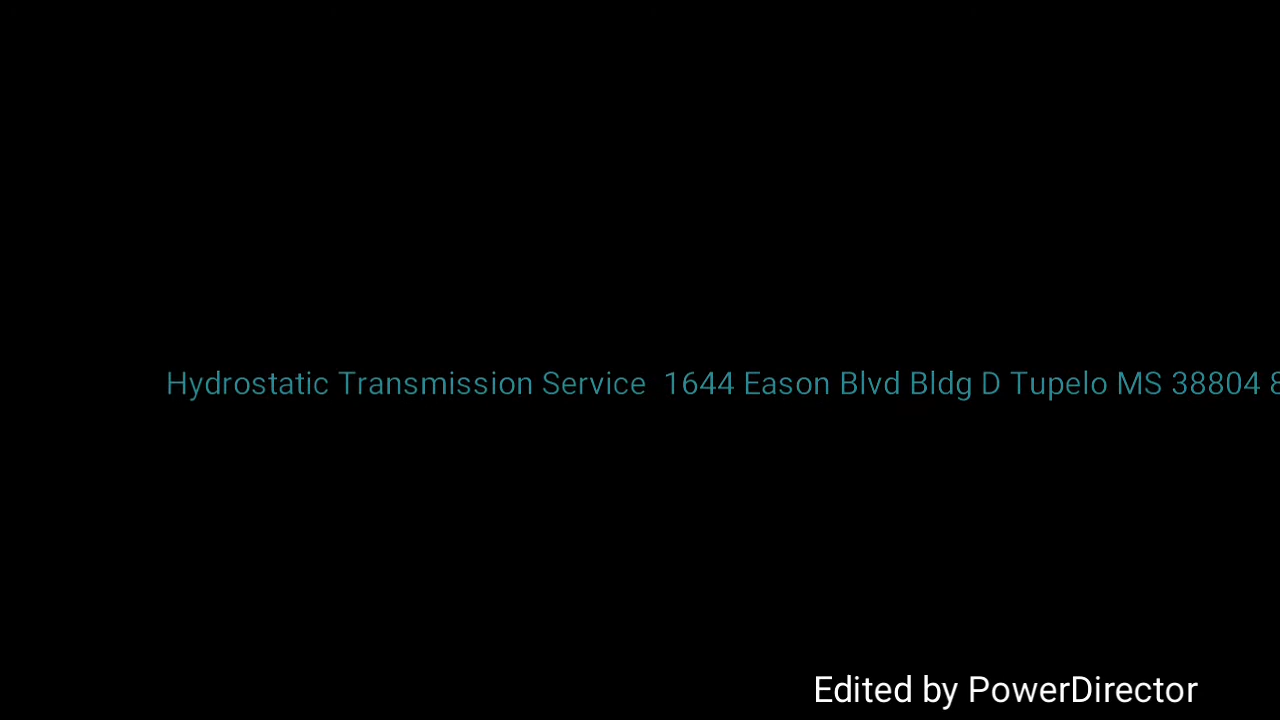 Hydrostatic Transmission Service 1644 Eason Blvd Bldg D Tupelo MS 38804
Edited by PowerDirector